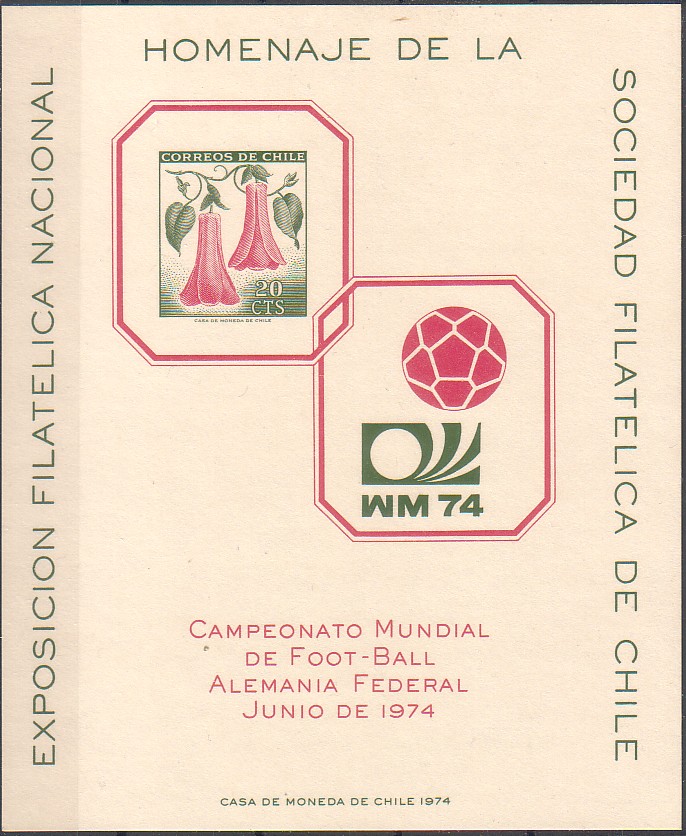 HOMENAJE DE LA
SOCIEDAD FILATELICA DE CHILE
EXPOSICION FILATELICA NACIONAL
CORREOS DE CHILE
20
CTS
CASA DE MONEDA DE CHILE
WM 74
CAMPEONATO MUNDIAL
DE FOOT-BALL
ALEMANIA FEDERAL
JUNIO DE 1974
CASA DE MONEDA DE CHILE 1974